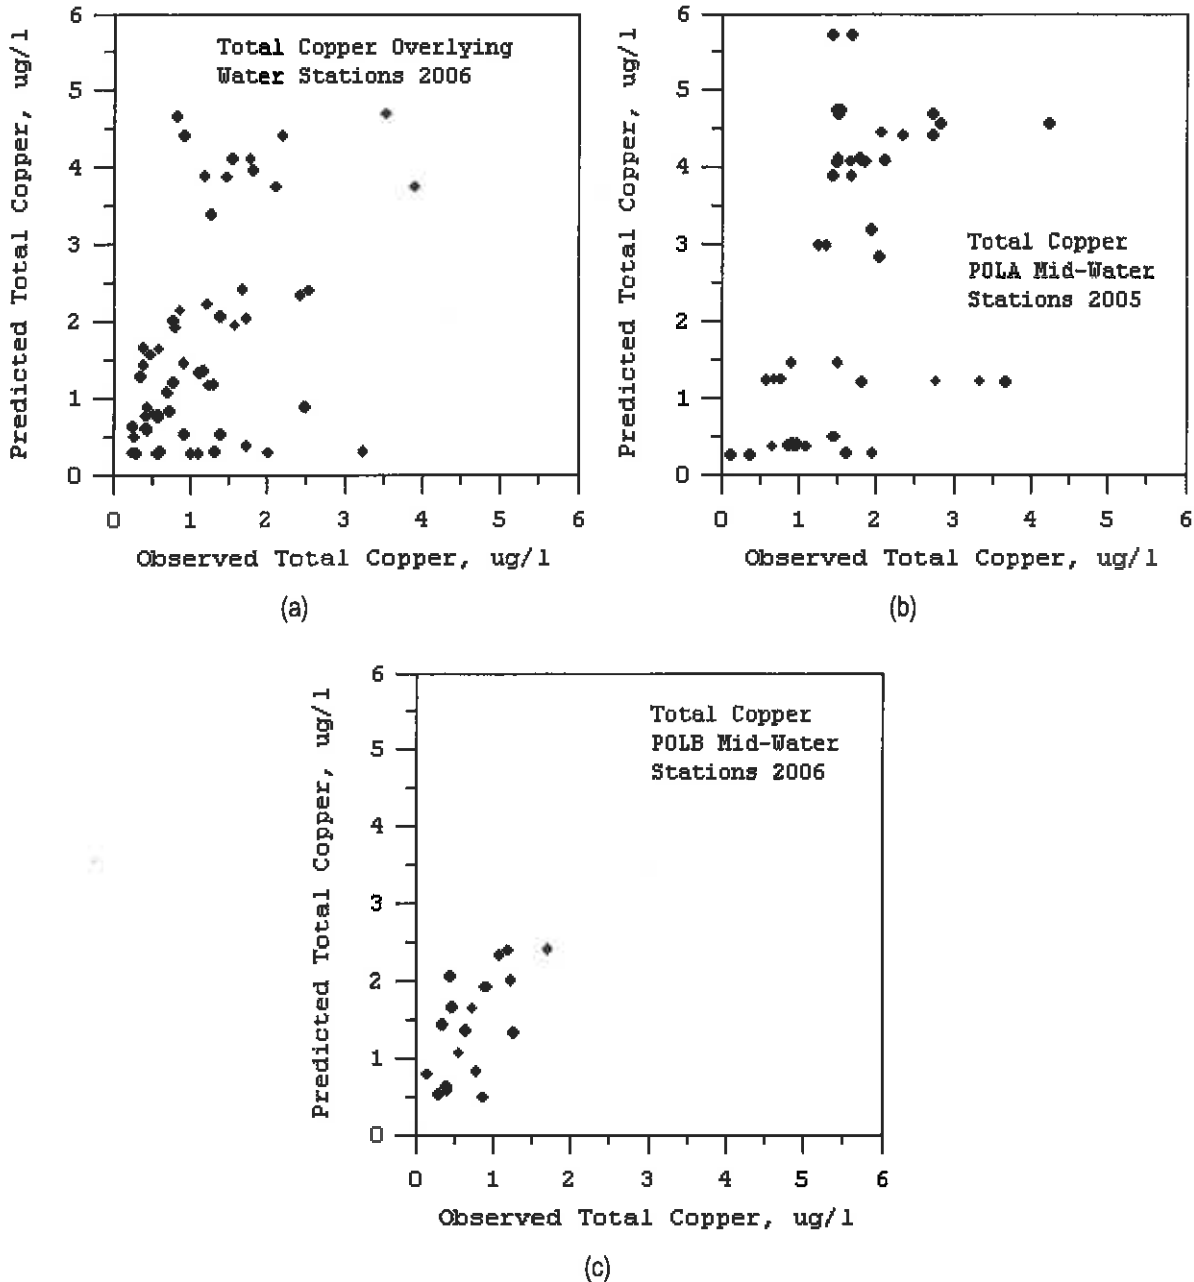 Predicted Total Copper, ug/l
6
5
4
3
2
1
0
Total Copper Overlying
Water Stations 2006
0 1 2 3 4 5 6
Observed Total Copper, ug/l
(a)
Predicted Total Copper, ug/l
6
5
4
3
2
1
0
Total Copper
POLA Mid-Water
Stations 2005
0 1 2 3 4 5 6
Observed Total Copper, ug/l
(b)
Predicted Total Copper, ug/l
6
5
4
3
2
1
0
Total Copper
POLB Mid-Water
Stations 2006
0 1 2 3 4 5 6
Observed Total Copper, ug/l
(c)